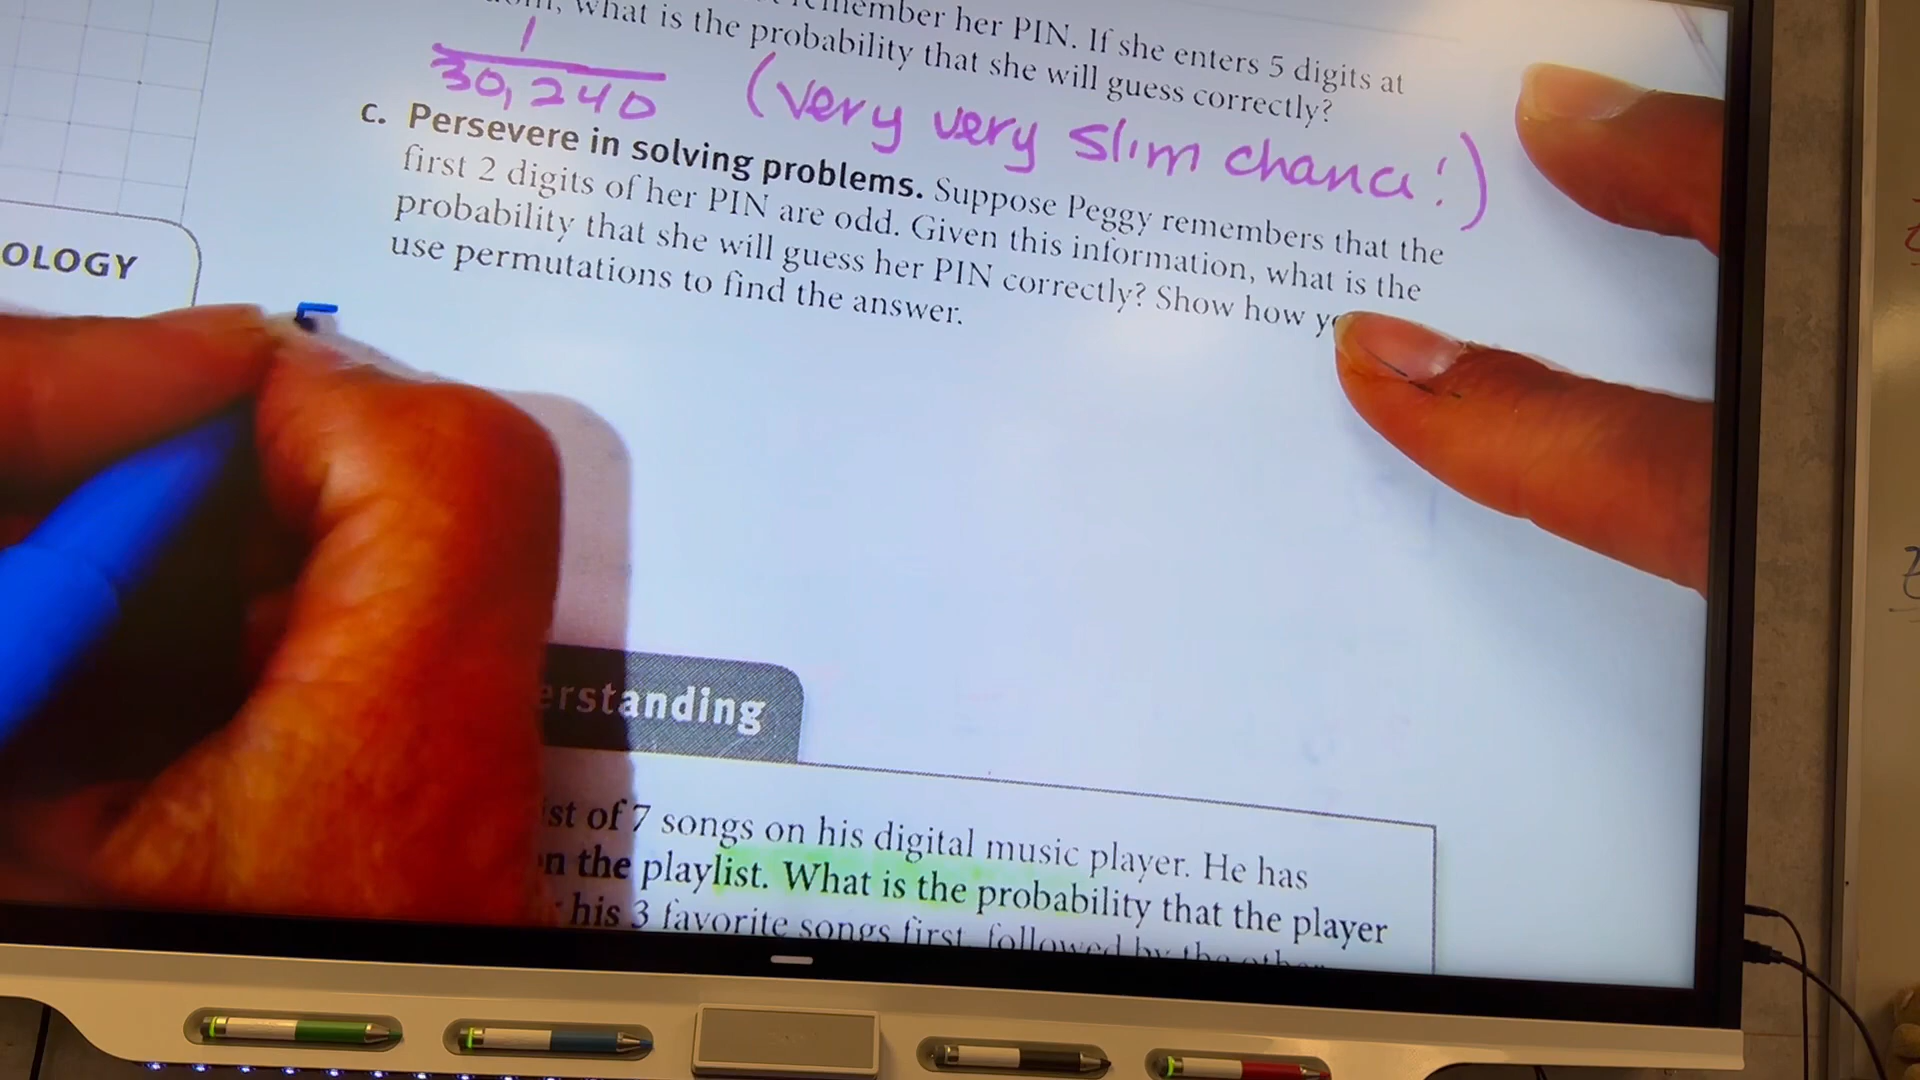 member her PIN. If she enters 5 digits at
what is the probability that she will guess correctly?
1
30,240 (very very slim chance!)
c. Persevere in solving problems. Suppose Peggy remembers that the
first 2 digits of her PIN are odd. Given this information, what is the
probability that she will guess her PIN correctly? Show how
use permutations to find the answer.
OLOGY
5
erstanding
ist of 7 songs on his digital music player. He has
n the playlist. What is the probability that the player
his 3 favorite songs first, followed by the other